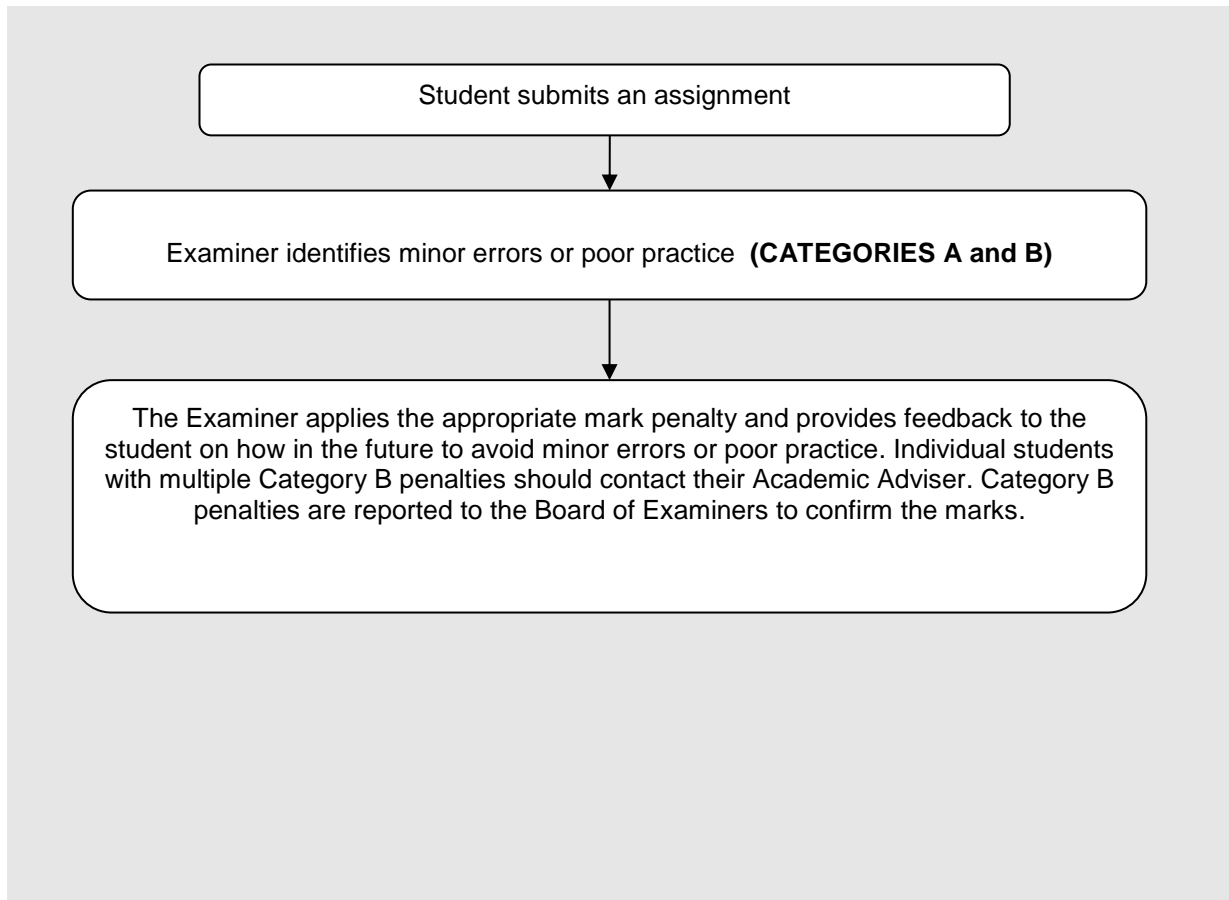 Student submits an assignment
Examiner identifies minor errors or poor practice (CATEGORIES A and B)
The Examiner applies the appropriate mark penalty and provides feedback to the
student on how in the future to avoid minor errors or poor practice. Individual students
with multiple Category B penalties should contact their Academic Adviser. Category B
penalties are reported to the Board of Examiners to confirm the marks.